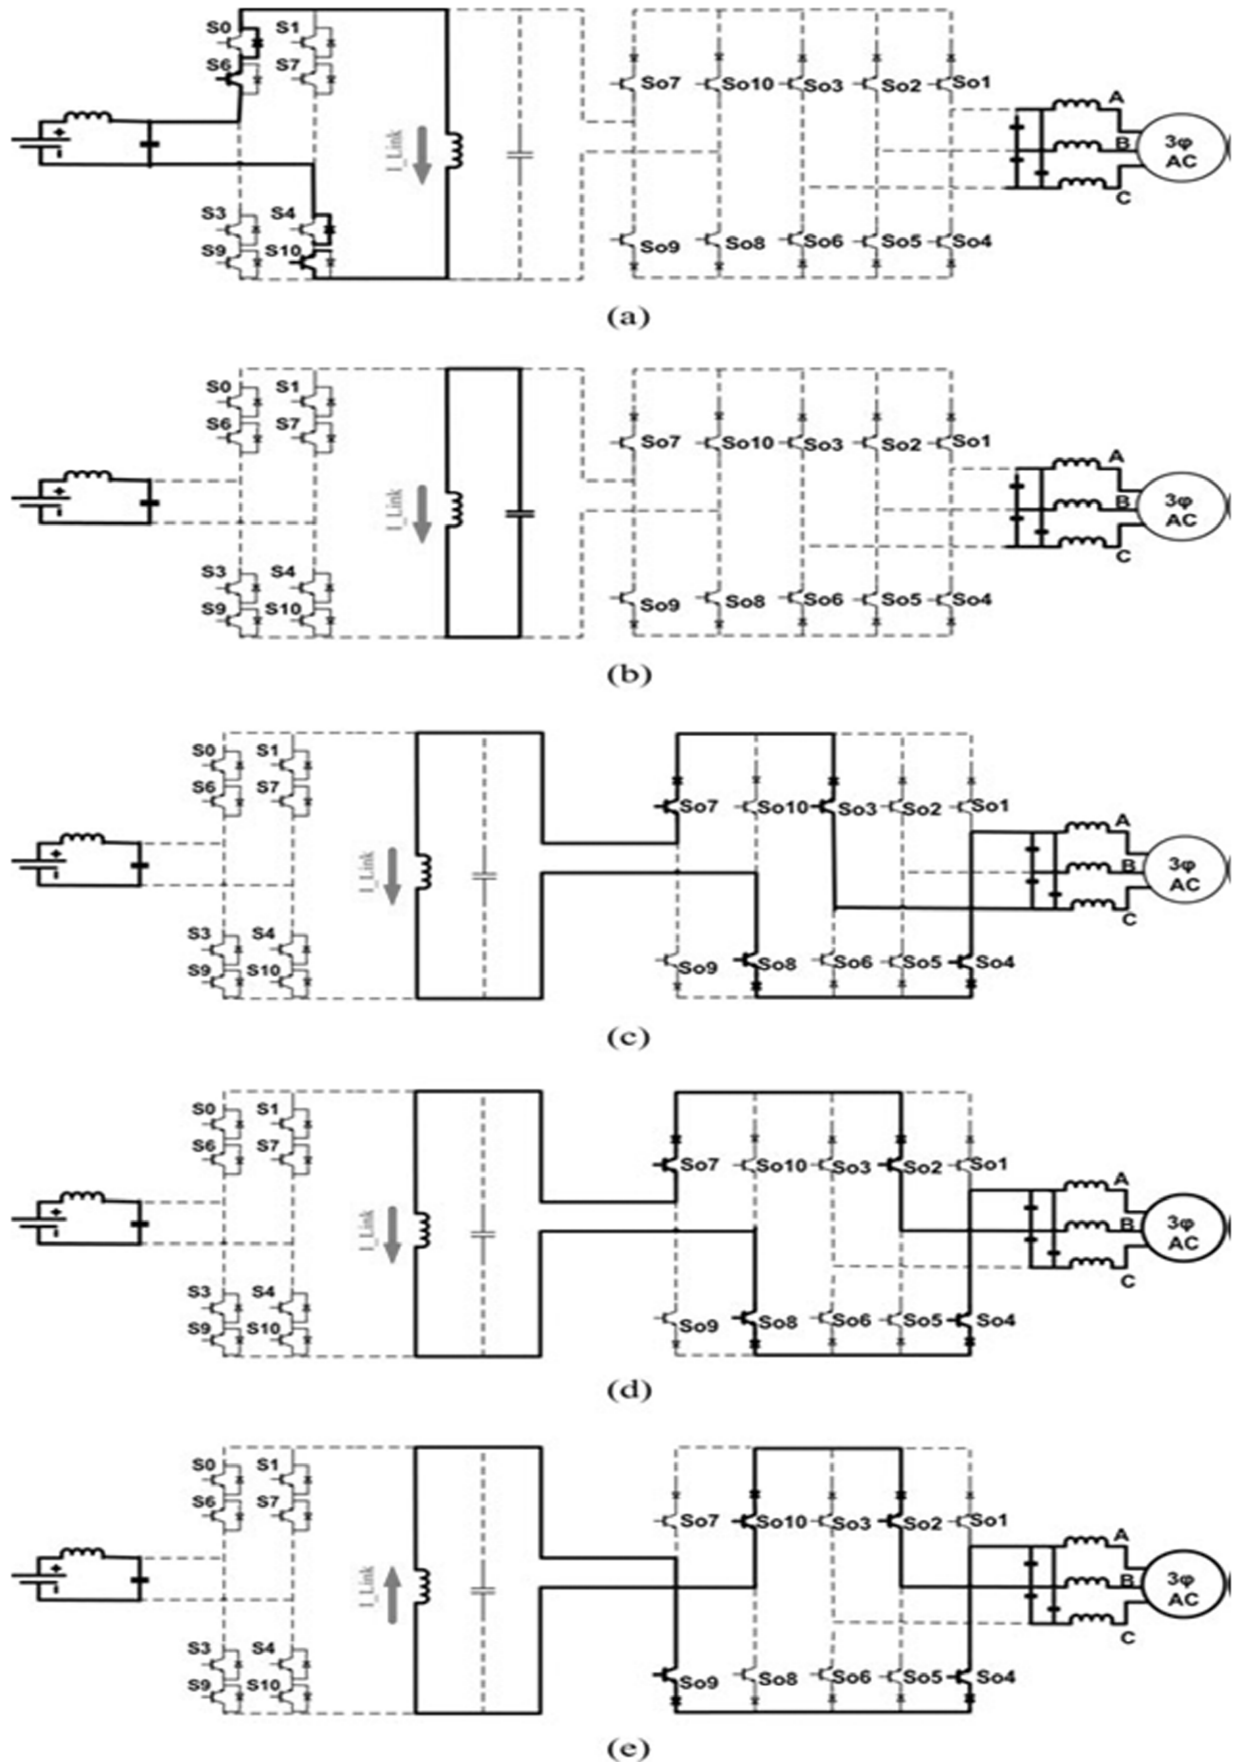 S0 S1
S6 S7 So7 So10 So3 So2 So1
A
I_Link B 3φ AC
C
S3 S4
S9 S10 So9 So8 So6 So5 So4
(a)
S0 S1
S6 S7 So7 So10 So3 So2 So1
A
I_Link B 3φ AC
C
S3 S4
S9 S10 So9 So8 So6 So5 So4
(b)
S0 S1
S6 S7 So7 So10 So3 So2 So1
A
I_Link B 3φ AC
C
S3 S4
S9 S10 So9 So8 So6 So5 So4
(c)
S0 S1
S6 S7 So7 So10 So3 So2 So1
A
I_Link B 3φ AC
C
S3 S4
S9 S10 So9 So8 So6 So5 So4
(d)
S0 S1
S6 S7 So7 So10 So3 So2 So1
A
I_Link B 3φ AC
C
S3 S4
S9 S10 So9 So8 So6 So5 So4
(e)